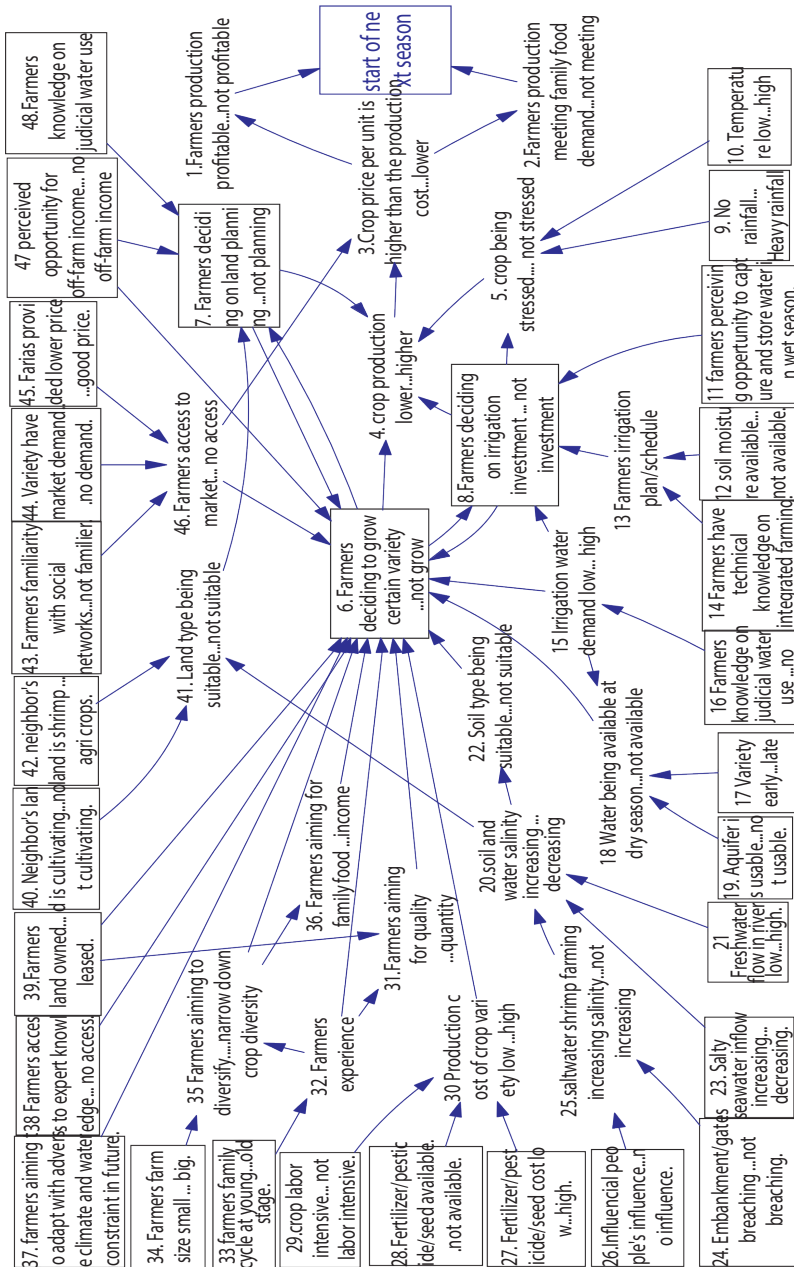 48.Farmers
knowledge on
judicial water use
47 perceived
opportunity for
off-farm income... no
off-farm income
45. Farias provi
ded lower price
...good price.
44. Variety have
market demand..
.no demand.
43. Farmers familiarity
with social
networks...not familier.
42. neighbor's
land is shrimp ...
agri crops.
40. Neighbor's lan
d is cultivating...no
t cultivating.
39.Farmers
land owned...
leased.
38 Farmers acces
s to expert knowl
edge... no access.
37. farmers aiming t
o adapt with advers
e climate and water
constraint in future.
1.Farmers production
profitable...not profitable
start of ne
xt season
2.Farmers production
meeting family food
demand...not meeting
3.Crop price per unit is
higher than the production
cost...lower
7. Farmers decidi
ng on land planni
ng ...not planning
46. Farmers access to
market... no access
41. Land type being
suitable...not suitable
4. crop production
lower...higher
5. crop being
stressed.... not stressed
10. Temperatu
re low...high
9. No
rainfall...
Heavy rainfall
11 farmers perceivin
g oppetunity to capt
ure and store water i
n wet season.
8.Farmers deciding
on irrigation
investment ... not
investment
6. Farmers
deciding to grow
certain variety
...not grow
13 Farmers irrigation
plan/schedule
12 soil moistu
re available...
not available.
14 Farmers have
technical
knowledge on
integrated farming.
15 Irrigation water
demand low... high
16 Farmers
knowledge on
judicial water
use ...no
22. Soil type being
suitable...not suitable
18 Water being available at
dry season...not available
17 Variety
early...late
19. Aquifer i
s usable...no
t usable.
21
Freshwater
flow in river
low...high.
20.soil and
water salinity
increasing ...
decreasing
36. Farmers aiming for
family food ...income
31.Farmers aiming
for quality
...quantity
35 Farmers aiming to
diversify.....narrow down
crop diversity
32. Farmers
experience
30 Production c
ost of crop vari
ety low ...high
25.saltwater shrimp farming
increasing salinity...not
increasing
23. Salty
seawater inflow
increasing...
decreasing.
34. Farmers farm
size small ... big.
33 farmers family
cycle at young...old
stage.
29.crop labor
intensive... not
labor intensive.
28.Fertilizer/pestic
ide/seed available.
..not available.
27. Fertilizer/pest
icide/seed cost lo
w...high.
26.Influencial peo
ple's influence...n
o influence.
24. Embankment/gates
breaching ...not
breaching.